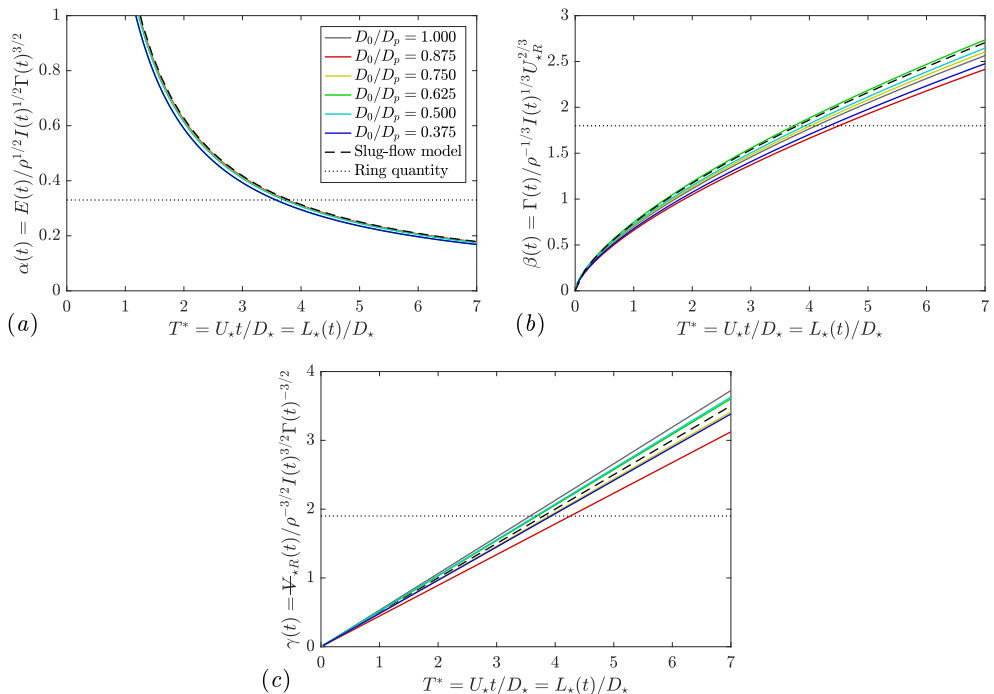 α(t) = E(t)/ρ^{1/2}I(t)^{1/2}Γ(t)^{3/2}
1
0.8
0.6
0.4
0.2
0
0 1 2 3 4 5 6 7
T* = U⋆t/D⋆ = L⋆(t)/D⋆
(a)
D₀/Dₚ = 1.000
D₀/Dₚ = 0.875
D₀/Dₚ = 0.750
D₀/Dₚ = 0.625
D₀/Dₚ = 0.500
D₀/Dₚ = 0.375
Slug-flow model
Ring quantity
β(t) = Γ(t)/ρ^{-1/3}I(t)^{1/3}U_{⋆R}^{2/3}
3
2.5
2
1.5
1
0.5
0
0 1 2 3 4 5 6 7
T* = U⋆t/D⋆ = L⋆(t)/D⋆
(b)
γ(t) = V̶_{⋆R}(t)/ρ^{-3/2}I(t)^{3/2}Γ(t)^{-3/2}
4
3
2
1
0
0 1 2 3 4 5 6 7
T* = U⋆t/D⋆ = L⋆(t)/D⋆
(c)